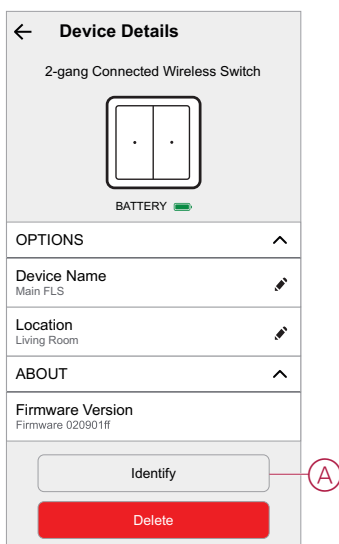 Device Details
2-gang Connected Wireless Switch
BATTERY
OPTIONS
Device Name
Main FLS
Location
Living Room
ABOUT
Firmware Version
Firmware 020901ff
Identify
A
Delete